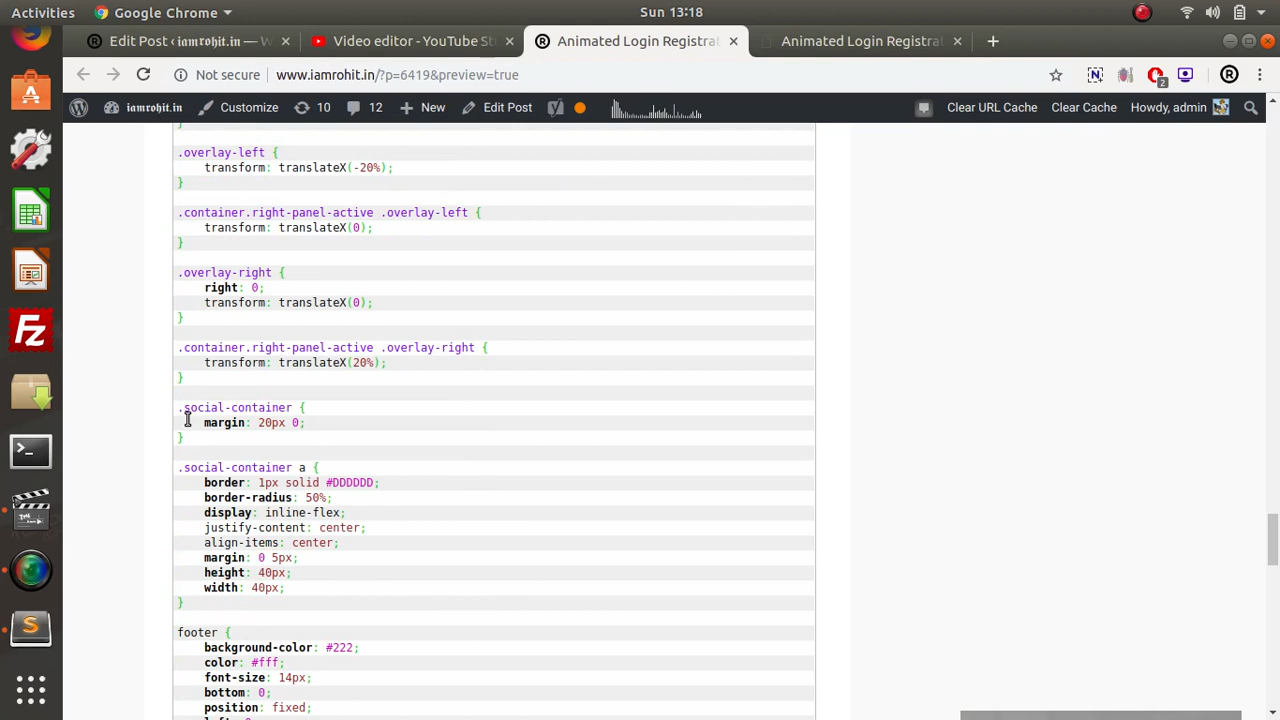 Activities Google Chrome Sun 13:18
Edit Post ‹ iamrohit.in — W Video editor - YouTube St Animated Login Registrat Animated Login Registrat
Not secure www.iamrohit.in/?p=6419&preview=true
iamrohit.in Customize 10 12 New Edit Post Clear URL Cache Clear Cache Howdy, admin
}
.overlay-left {
transform: translateX(-20%);
}
.container.right-panel-active .overlay-left {
transform: translateX(0);
}
.overlay-right {
right: 0;
transform: translateX(0);
}
.container.right-panel-active .overlay-right {
transform: translateX(20%);
}
.social-container {
margin: 20px 0;
}
.social-container a {
border: 1px solid #DDDDDD;
border-radius: 50%;
display: inline-flex;
justify-content: center;
align-items: center;
margin: 0 5px;
height: 40px;
width: 40px;
}
footer {
background-color: #222;
color: #fff;
font-size: 14px;
bottom: 0;
position: fixed;